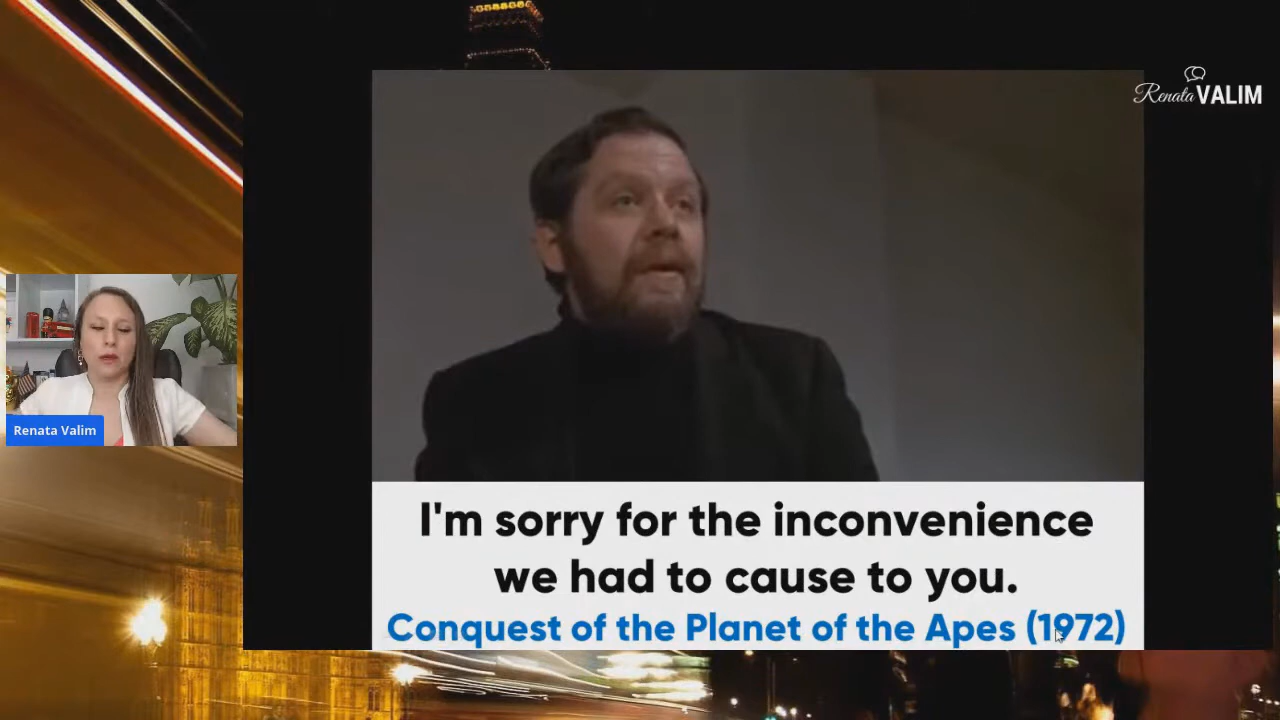 Renata VALIM
Renata Valim
I'm sorry for the inconvenience
we had to cause to you.
Conquest of the Planet of the Apes (1972)